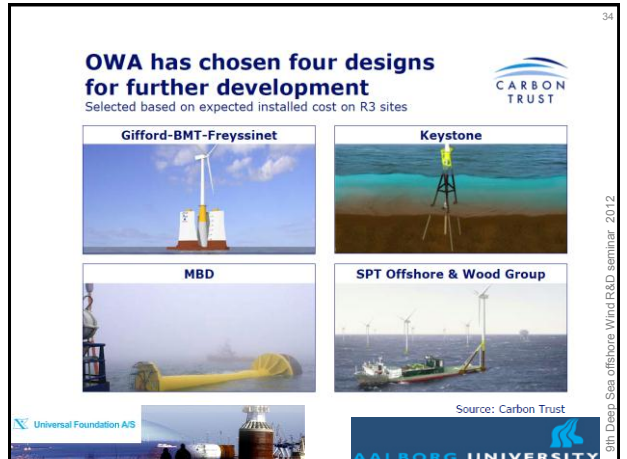 34
OWA has chosen four designs
for further development
Selected based on expected installed cost on R3 sites
CARBON
TRUST
Gifford-BMT-Freyssinet
Keystone
MBD
SPT Offshore & Wood Group
Source: Carbon Trust
Universal Foundation A/S
AALBORG UNIVERSITY
9th Deep Sea offshore Wind R&D seminar 2012